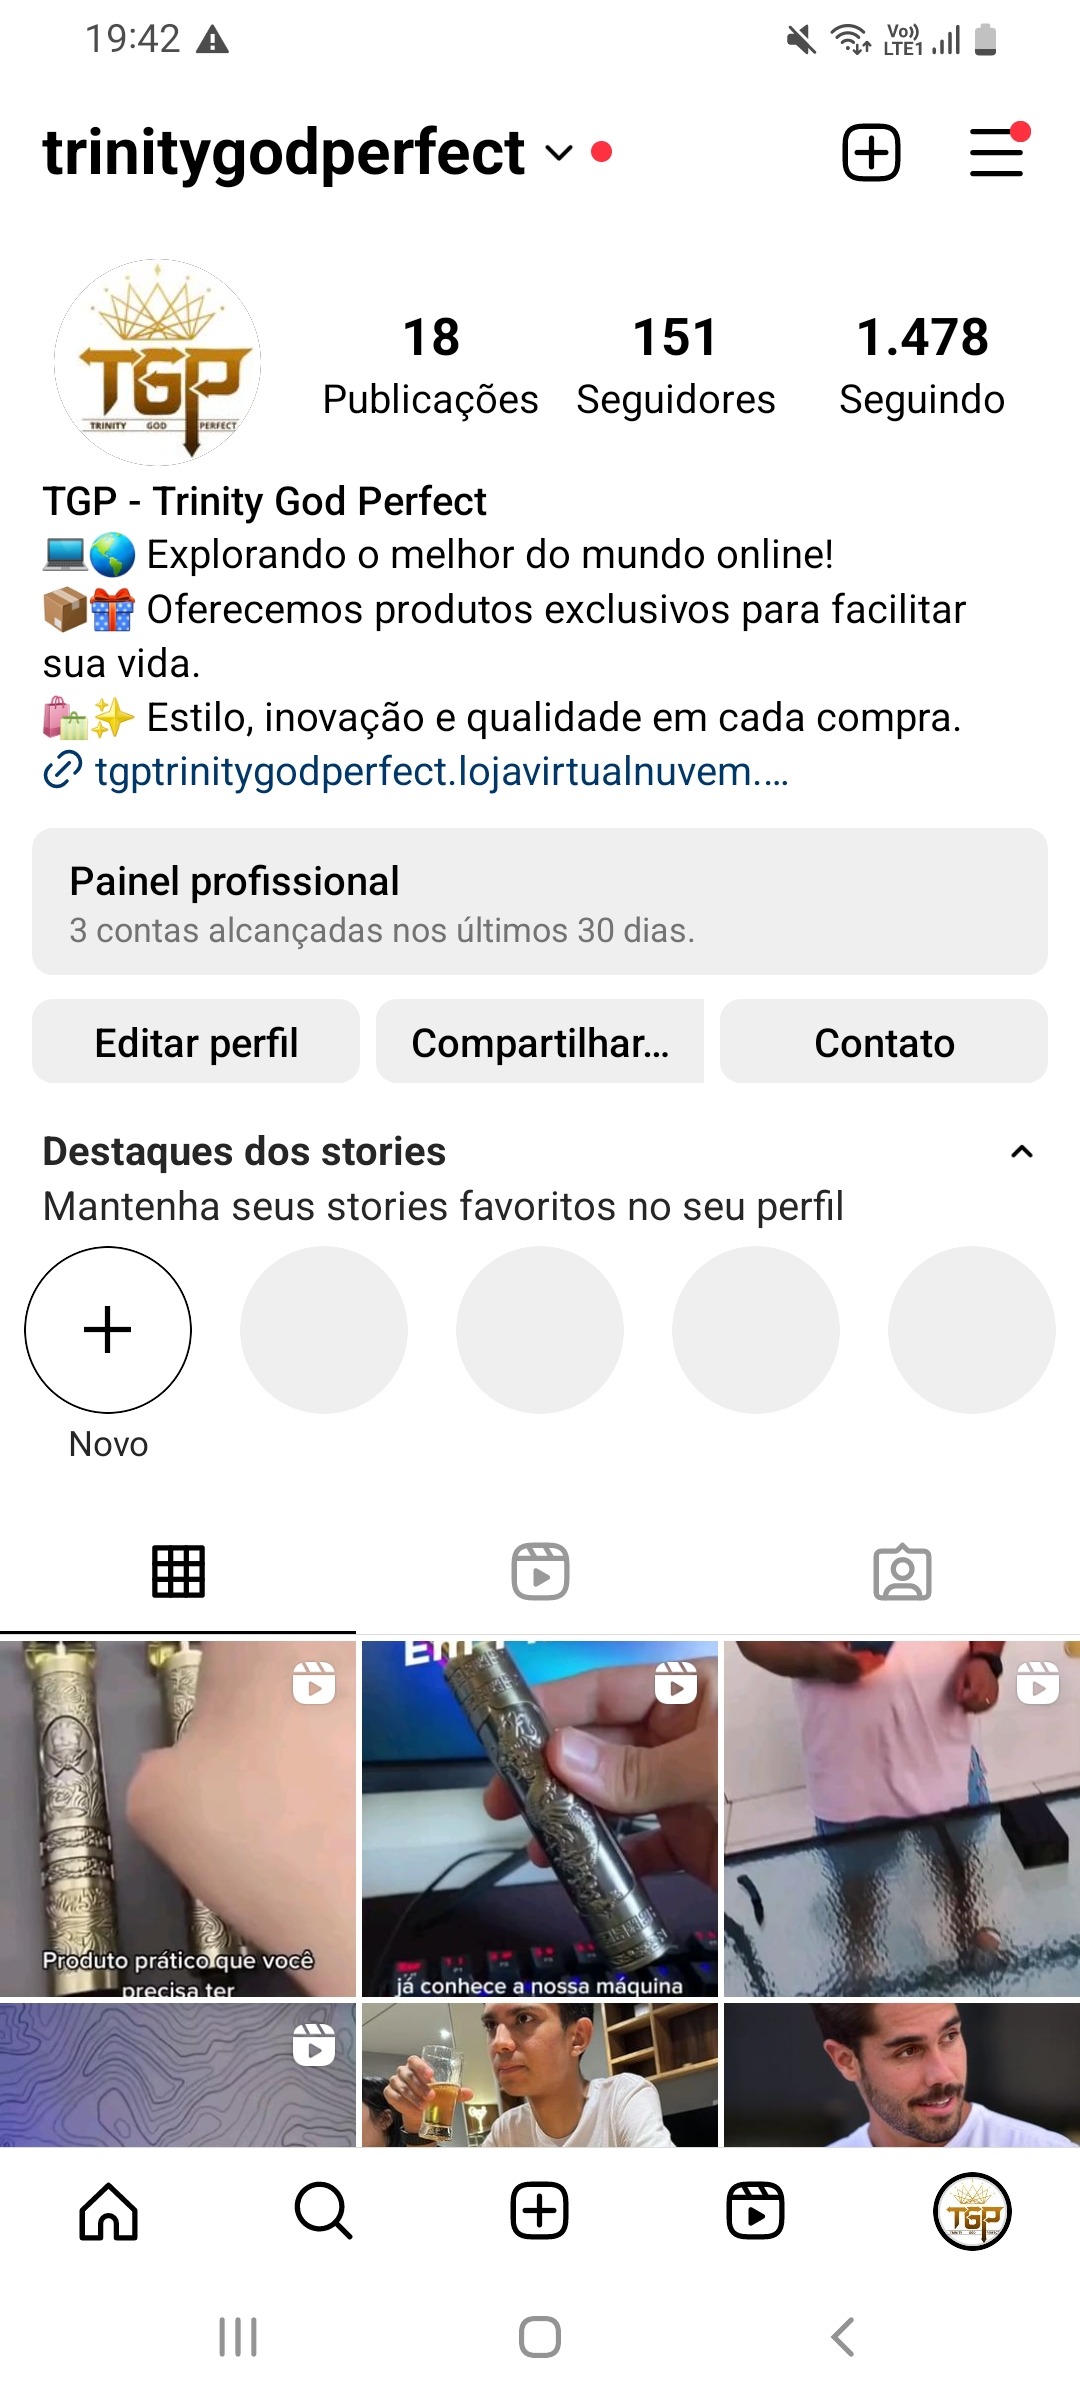 19:42
Vo))
LTE1
trinitygodperfect
TGP
TRINITY GOD PERFECT
18
151
1.478
Publicações
Seguidores
Seguindo
TGP - Trinity God Perfect
💻🌎 Explorando o melhor do mundo online!
📦🎁 Oferecemos produtos exclusivos para facilitar
sua vida.
🛍️✨ Estilo, inovação e qualidade em cada compra.
tgptrinitygodperfect.lojavirtualnuvem....
Painel profissional
3 contas alcançadas nos últimos 30 dias.
Editar perfil
Compartilhar...
Contato
Destaques dos stories
Mantenha seus stories favoritos no seu perfil
Novo
Produto prático que você
precisa ter
já conhece a nossa máquina
TGP